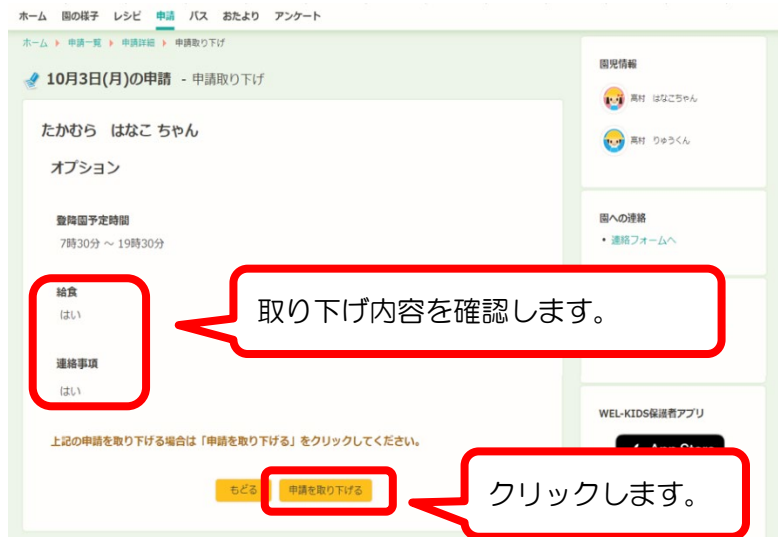 ホーム 園の様子 レシピ 申請 バス おたより アンケート
ホーム 申請一覧 申請詳細 申請取り下げ
10月3日(月)の申請 - 申請取り下げ
たかむら はなこ ちゃん
オプション
登降園予定時間
7時30分 ～ 19時30分
給食
はい
連絡事項
はい
取り下げ内容を確認します。
上記の申請を取り下げる場合は「申請を取り下げる」をクリックしてください。
もどる 申請を取り下げる
クリックします。
園児情報
髙村 はなこちゃん
髙村 りゅうくん
園への連絡
・連絡フォームへ
WEL-KIDS保護者アプリ